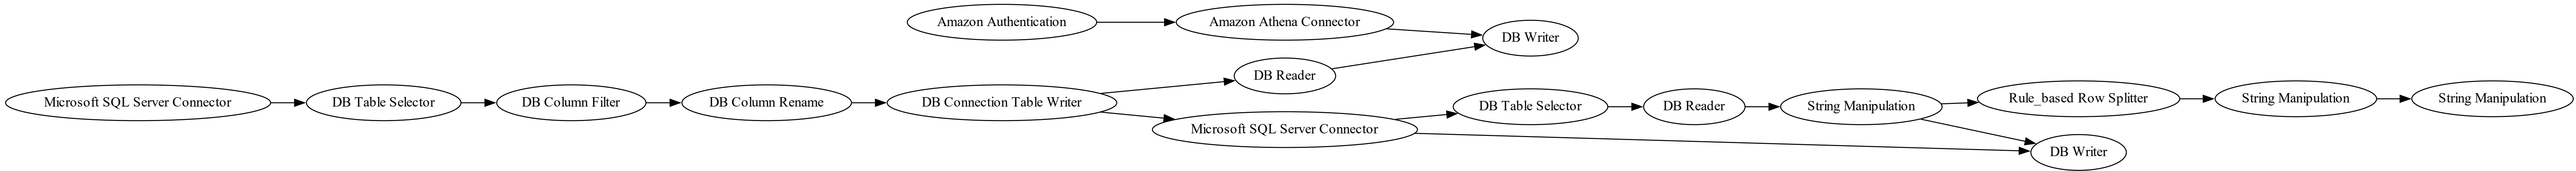 Amazon Authentication
Amazon Athena Connector
DB Writer
DB Reader
Microsoft SQL Server Connector
DB Table Selector
DB Column Filter
DB Column Rename
DB Connection Table Writer
Microsoft SQL Server Connector
DB Table Selector
DB Reader
String Manipulation
Rule_based Row Splitter
String Manipulation
String Manipulation
DB Writer